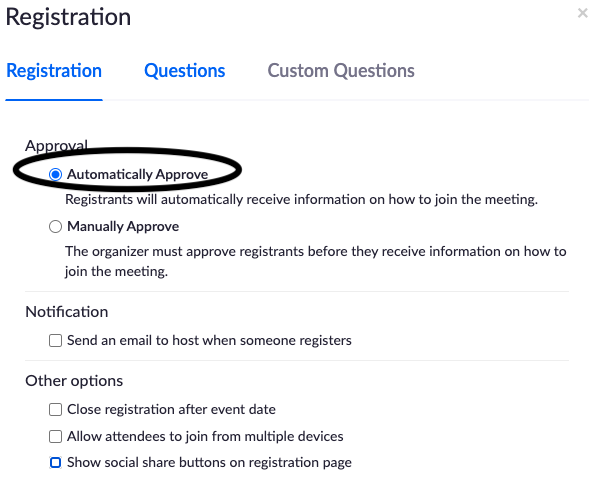 Registration
Registration Questions Custom Questions
Approval
Automatically Approve
Registrants will automatically receive information on how to join the meeting.
Manually Approve
The organizer must approve registrants before they receive information on how to
join the meeting.
Notification
Send an email to host when someone registers
Other options
Close registration after event date
Allow attendees to join from multiple devices
Show social share buttons on registration page